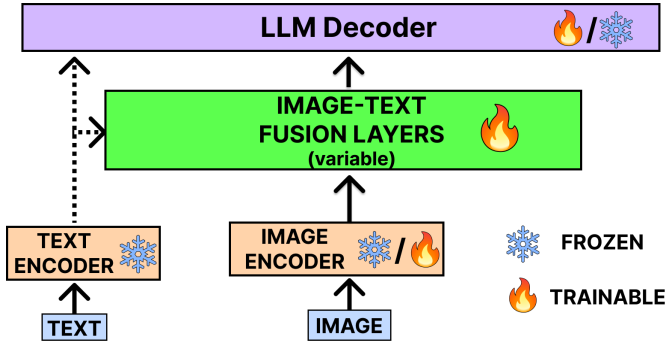 LLM Decoder
/
IMAGE-TEXT
FUSION LAYERS
(variable)
TEXT
ENCODER
IMAGE
ENCODER
/
FROZEN
TRAINABLE
TEXT
IMAGE